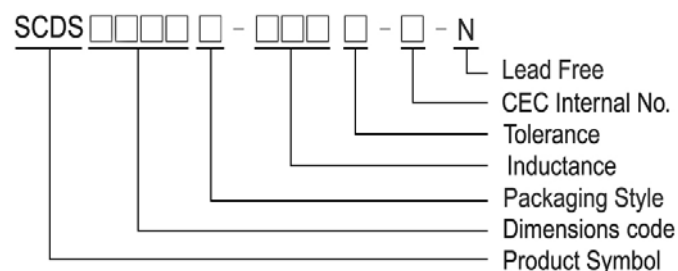 SCDS□□□□ □ - □□□ □ - □ - N
Lead Free
CEC Internal No.
Tolerance
Inductance
Packaging Style
Dimensions code
Product Symbol